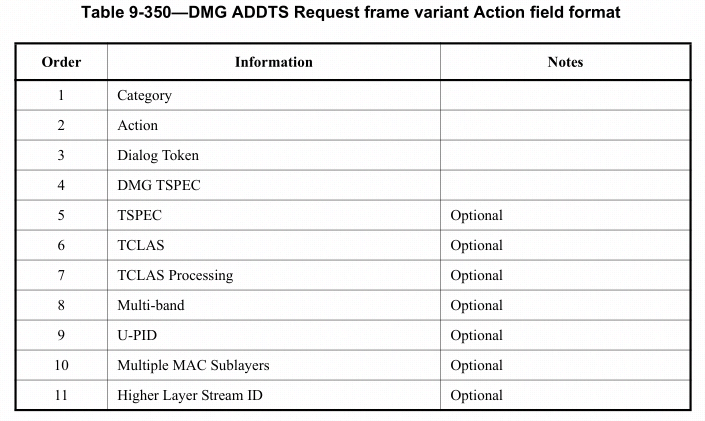 Table 9-350—DMG ADDTS Request frame variant Action field format
Order Information Notes
1 Category
2 Action
3 Dialog Token
4 DMG TSPEC
5 TSPEC Optional
6 TCLAS Optional
7 TCLAS Processing Optional
8 Multi-band Optional
9 U-PID Optional
10 Multiple MAC Sublayers Optional
11 Higher Layer Stream ID Optional